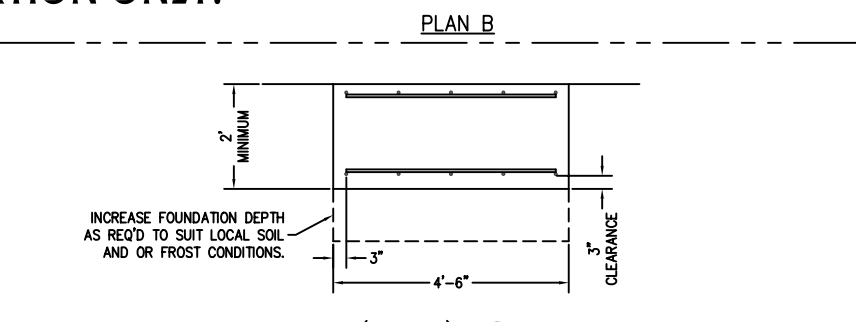 PLAN B
2'
MINIMUM
INCREASE FOUNDATION DEPTH
AS REQ'D TO SUIT LOCAL SOIL
AND OR FROST CONDITIONS.
3"
4'-6"
3"
CLEARANCE